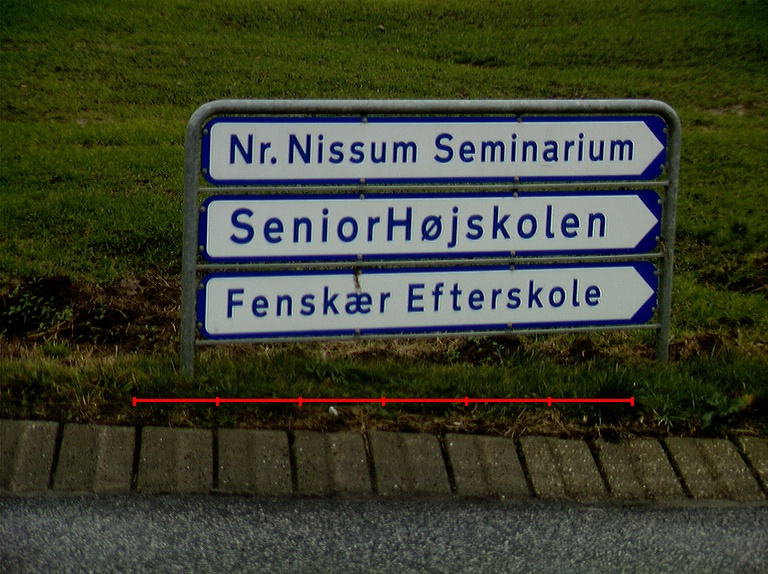 Nr. Nissum Seminarium
SeniorHøjskolen
Fenskær Efterskole